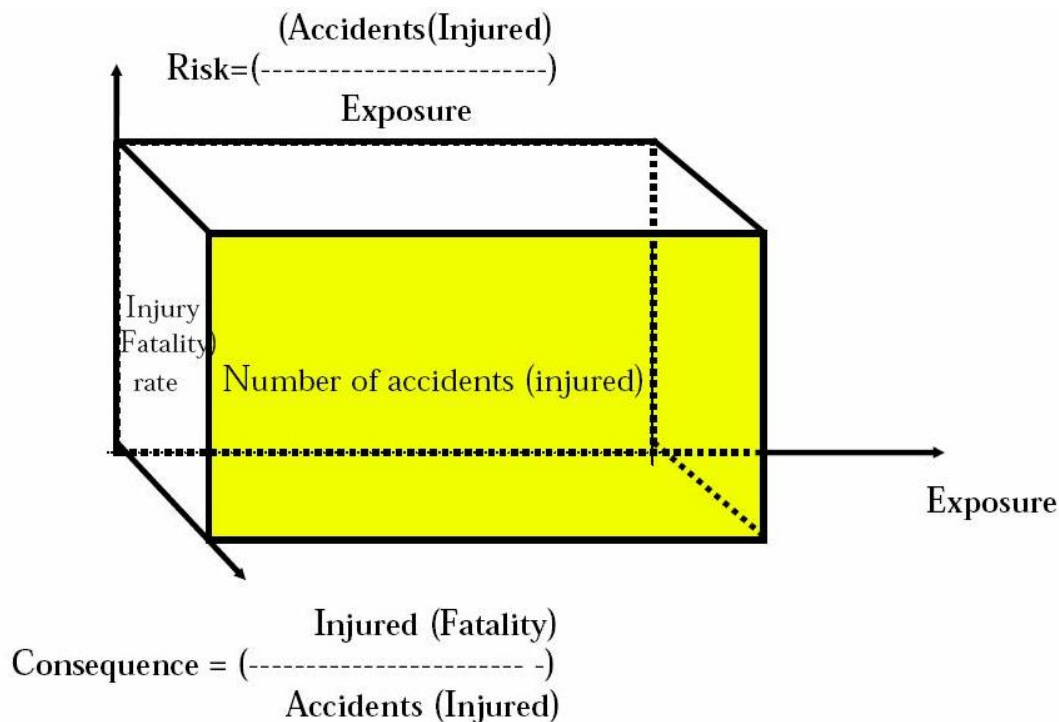 (Accidents(Injured)
Risk=(--------------------------)
Exposure
Injury
Fatality)
rate
Number of accidents (injured)
Exposure
Injured (Fatality)
Consequence = (----------------------- -)
Accidents (Injured)